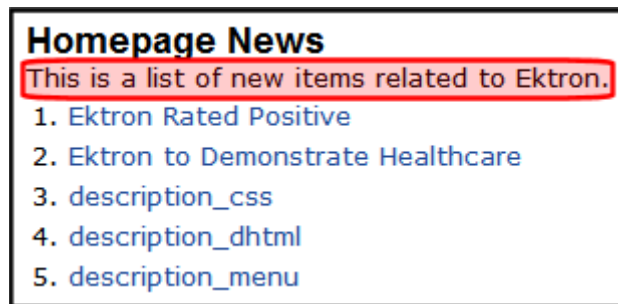 Homepage News
This is a list of new items related to Ektron.
1. Ektron Rated Positive
2. Ektron to Demonstrate Healthcare
3. description_css
4. description_dhtml
5. description_menu